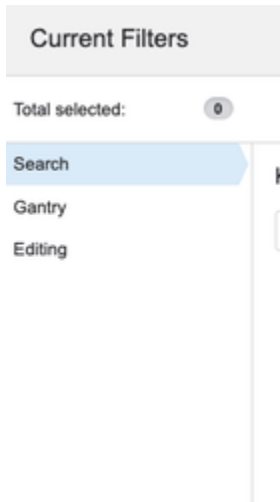 Current Filters
Total selected: 0
Search
Gantry
Editing